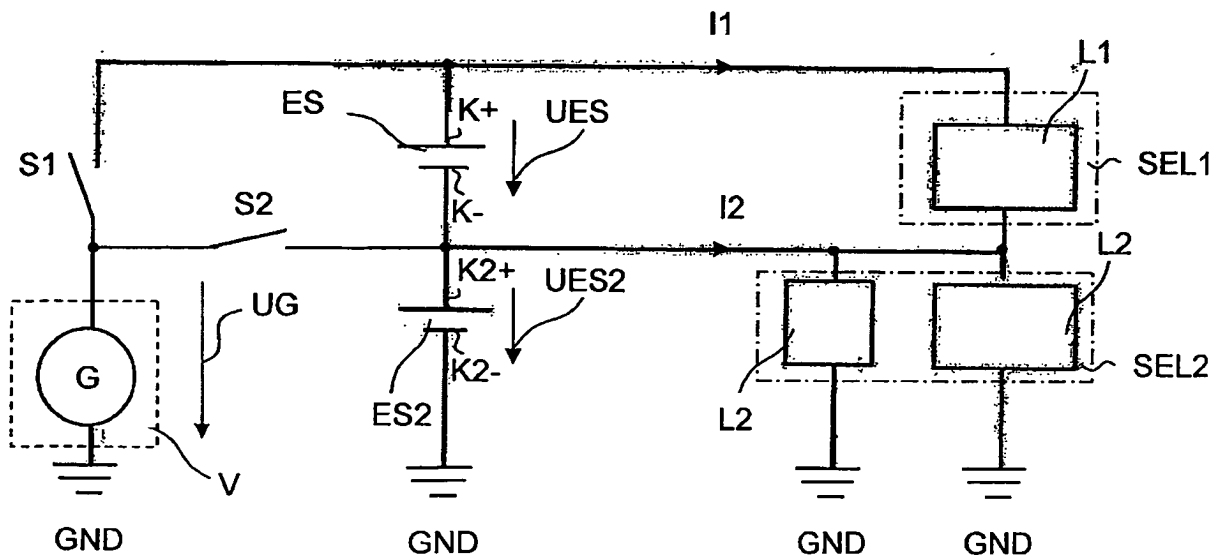 I1
L1
ES
K+
UES
S1
SEL1
S2
K-
I2
L2
K2+
UES2
UG
G
K2-
SEL2
ES2
L2
V
GND
GND
GND
GND